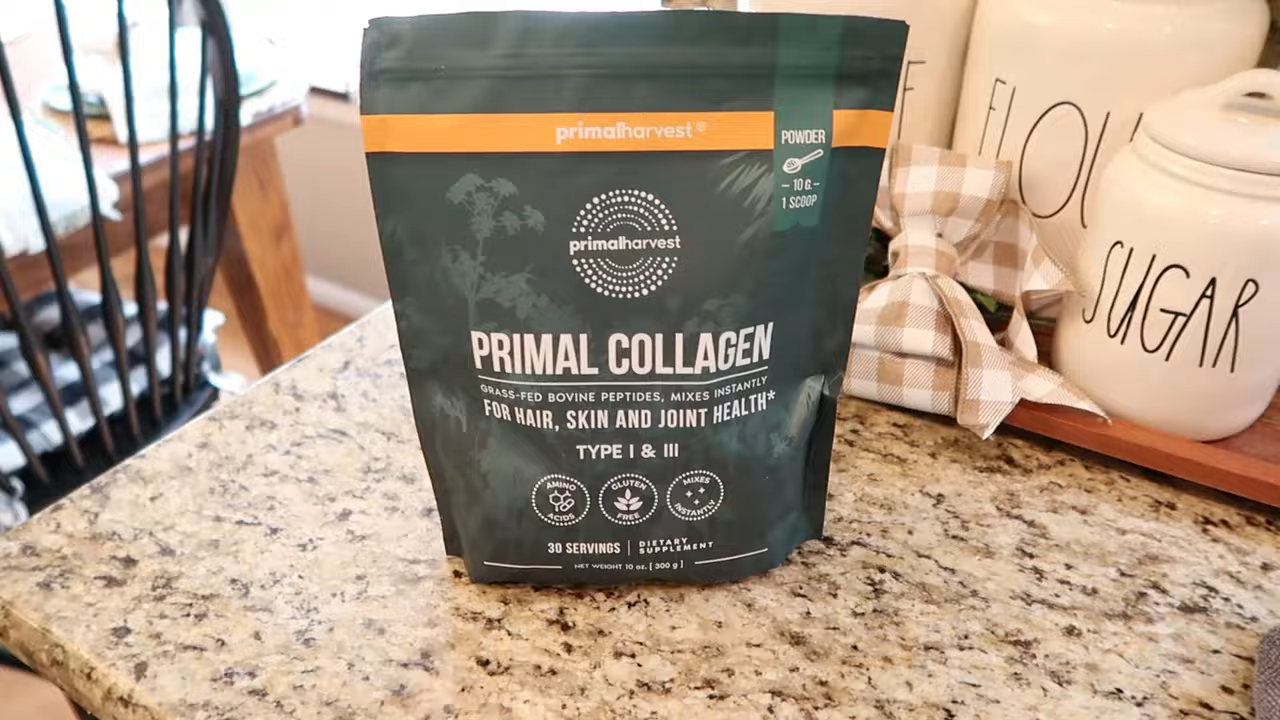 primalharvest®
POWDER
– 10 G. –
1 SCOOP
primalharvest
PRIMAL COLLAGEN
GRASS-FED BOVINE PEPTIDES, MIXES INSTANTLY
FOR HAIR, SKIN AND JOINT HEALTH*
TYPE I & III
AMINO
ACIDS
GLUTEN
FREE
MIXES
INSTANTLY
30 SERVINGS | DIETARY
SUPPLEMENT
NET WEIGHT 10 oz. [ 300 g ]
SUGAR